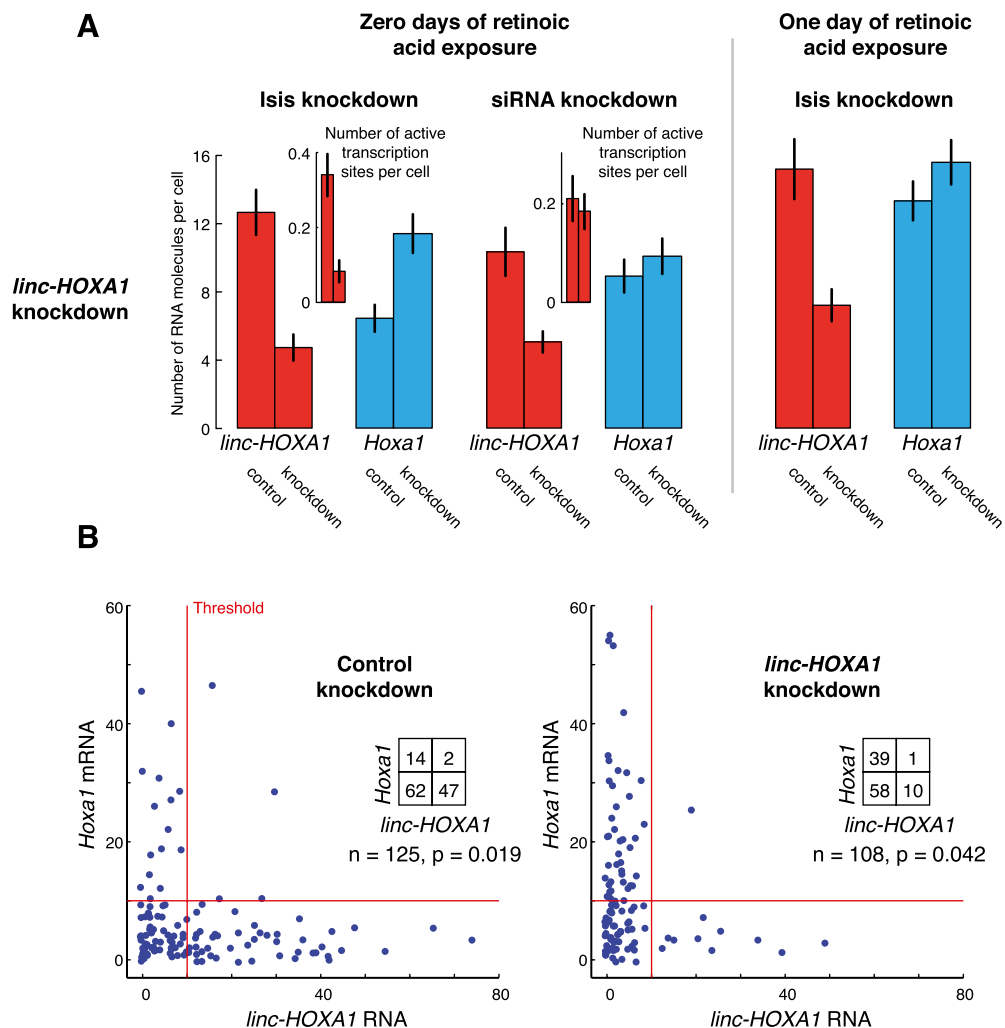 A
Zero days of retinoic
acid exposure
One day of retinoic
acid exposure
Isis knockdown
siRNA knockdown
Isis knockdown
linc-HOXA1
knockdown
Number of RNA molecules per cell
16
12
8
4
0
Number of active
transcription
sites per cell
0.4
0.2
0
Number of active
transcription
sites per cell
0.2
0
linc-HOXA1
Hoxa1
linc-HOXA1
Hoxa1
linc-HOXA1
Hoxa1
control
knockdown
control
knockdown
control
knockdown
control
knockdown
control
knockdown
control
knockdown
B
Hoxa1 mRNA
60
40
20
0
Threshold
Control
knockdown
Hoxa1
14 2
62 47
linc-HOXA1
n = 125, p = 0.019
0 40 80
linc-HOXA1 RNA
Hoxa1 mRNA
60
40
20
0
linc-HOXA1
knockdown
Hoxa1
39 1
58 10
linc-HOXA1
n = 108, p = 0.042
0 40 80
linc-HOXA1 RNA